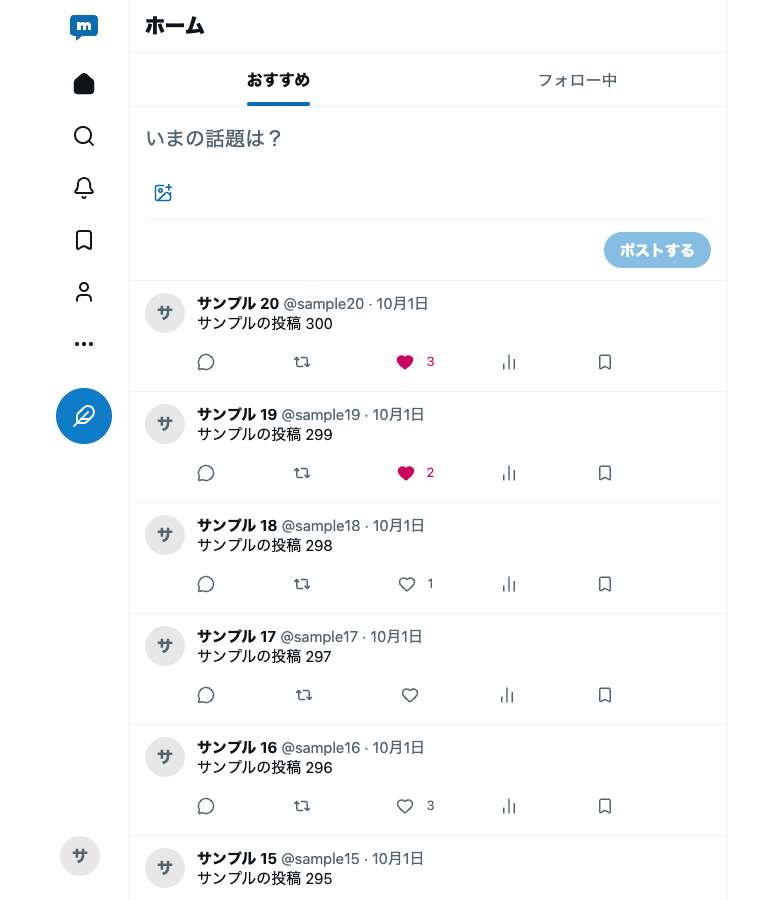 m
ホーム
おすすめ
フォロー中
いまの話題は？
ポストする
サ
サンプル 20 @sample20 · 10月1日
サンプルの投稿 300
3
サ
サンプル 19 @sample19 · 10月1日
サンプルの投稿 299
2
サ
サンプル 18 @sample18 · 10月1日
サンプルの投稿 298
1
サ
サンプル 17 @sample17 · 10月1日
サンプルの投稿 297
サ
サンプル 16 @sample16 · 10月1日
サンプルの投稿 296
3
サ
サ
サンプル 15 @sample15 · 10月1日
サンプルの投稿 295